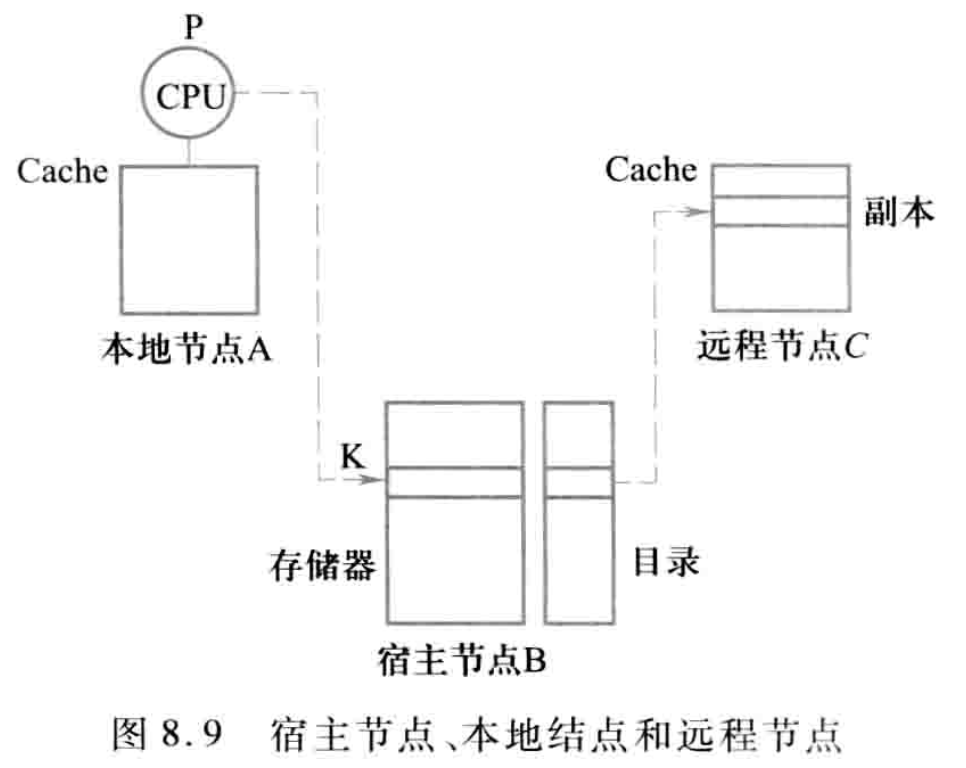 P
CPU
Cache
本地节点A
Cache
副本
远程节点C
K
存储器
目录
宿主节点B
图 8.9 宿主节点、本地结点和远程节点